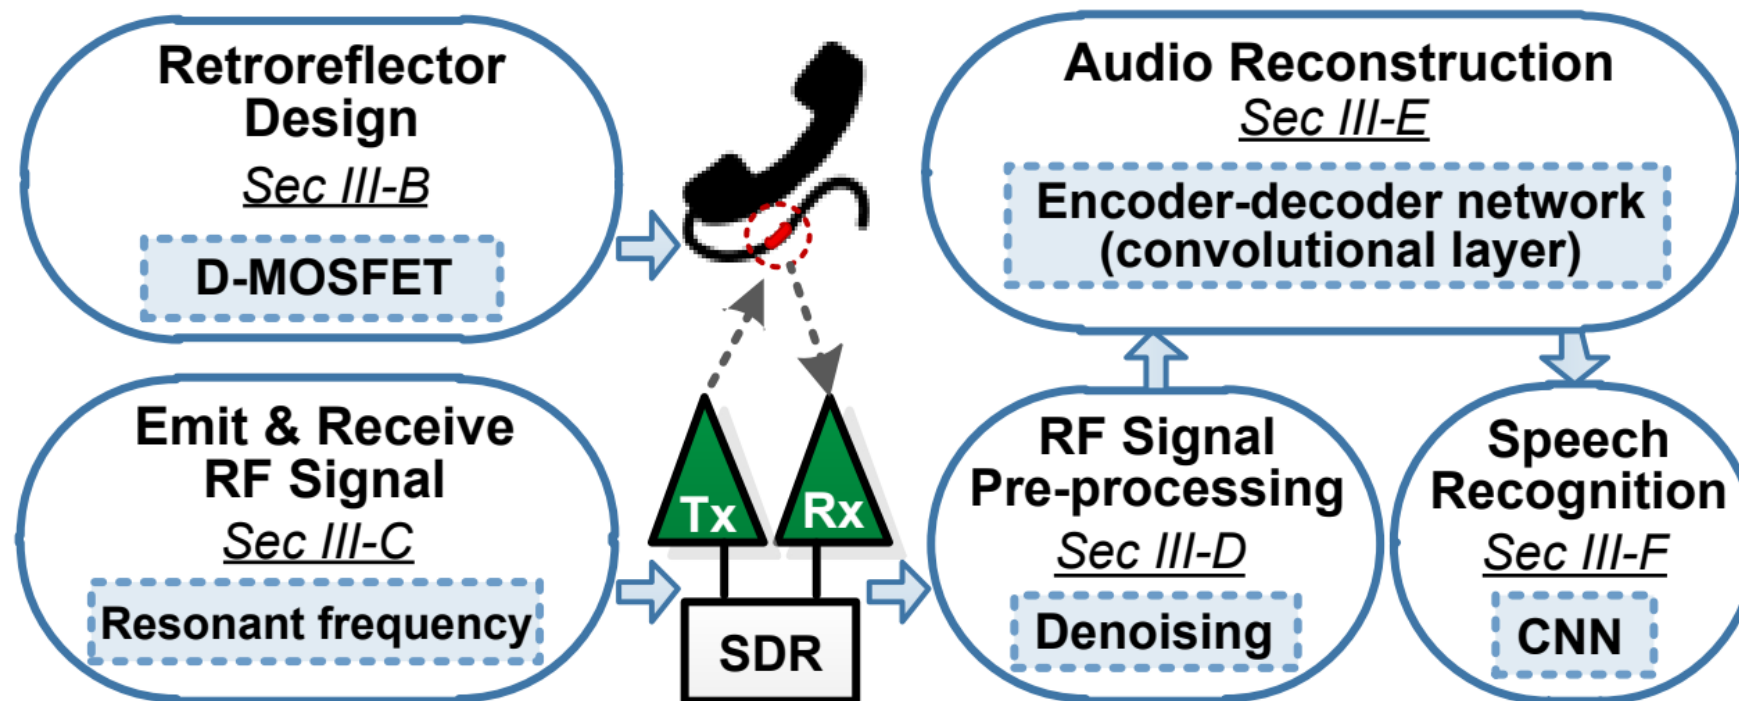 Retroreflector
Design
Sec III-B
D-MOSFET
Emit & Receive
RF Signal
Sec III-C
Resonant frequency
Tx
Rx
SDR
Audio Reconstruction
Sec III-E
Encoder-decoder network
(convolutional layer)
RF Signal
Pre-processing
Sec III-D
Denoising
Speech
Recognition
Sec III-F
CNN